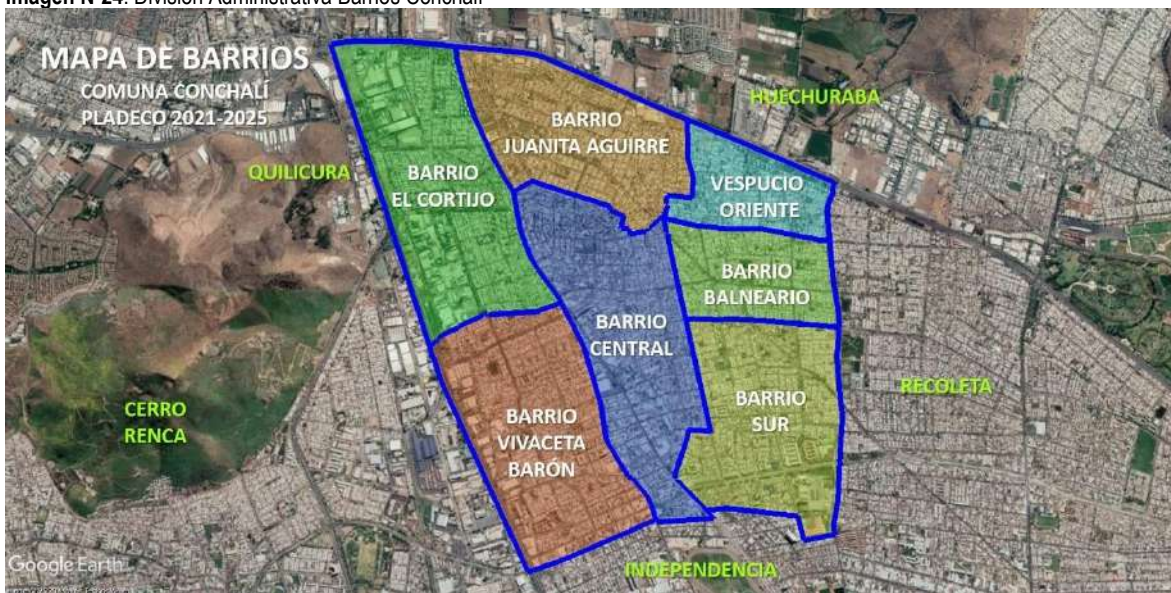 Imagen N°24: División Administrativa Barrios Conchalí
MAPA DE BARRIOS
COMUNA CONCHALÍ
PLADECO 2021-2025
HUECHURABA
BARRIO
JUANITA AGUIRRE
QUILICURA
BARRIO
EL CORTIJO
VESPUCIO
ORIENTE
BARRIO
BALNEARIO
BARRIO
CENTRAL
RECOLETA
CERRO
RENCA
BARRIO
SUR
BARRIO
VIVACETA
BARÓN
INDEPENDENCIA
Google Earth